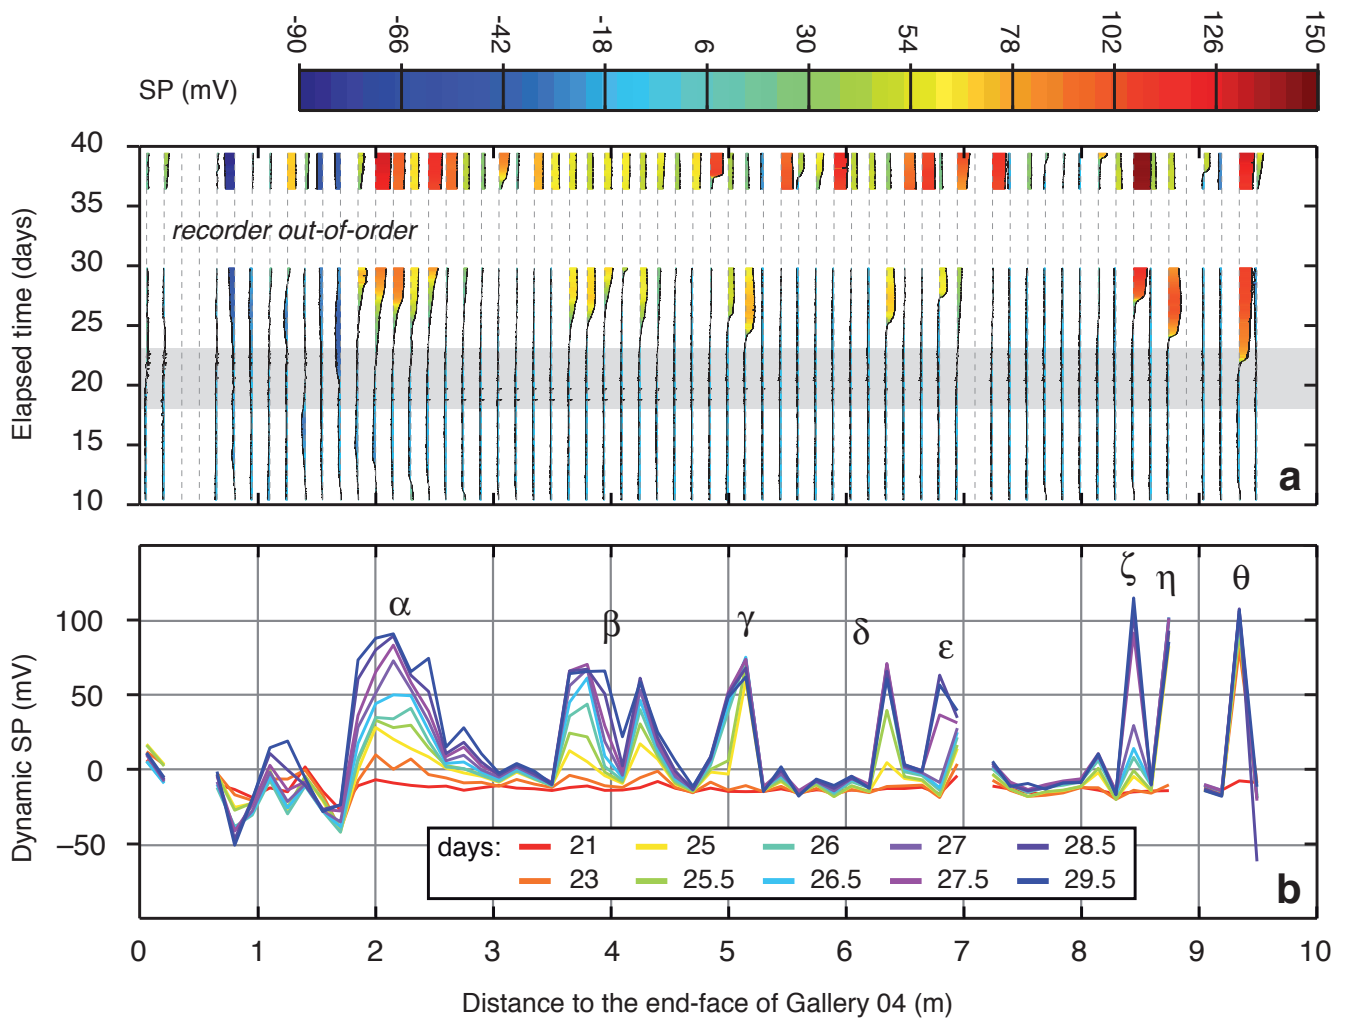 -90 -66 -42 -18 6 30 54 78 102 126 150
SP (mV)
40
35
30
25
20
15
10
Elapsed time (days)
recorder out-of-order
a
100
50
0
–50
Dynamic SP (mV)
α β γ δ ε ζ η θ
days: 21 25 26 27 28.5
23 25.5 26.5 27.5 29.5
b
0 1 2 3 4 5 6 7 8 9 10
Distance to the end-face of Gallery 04 (m)